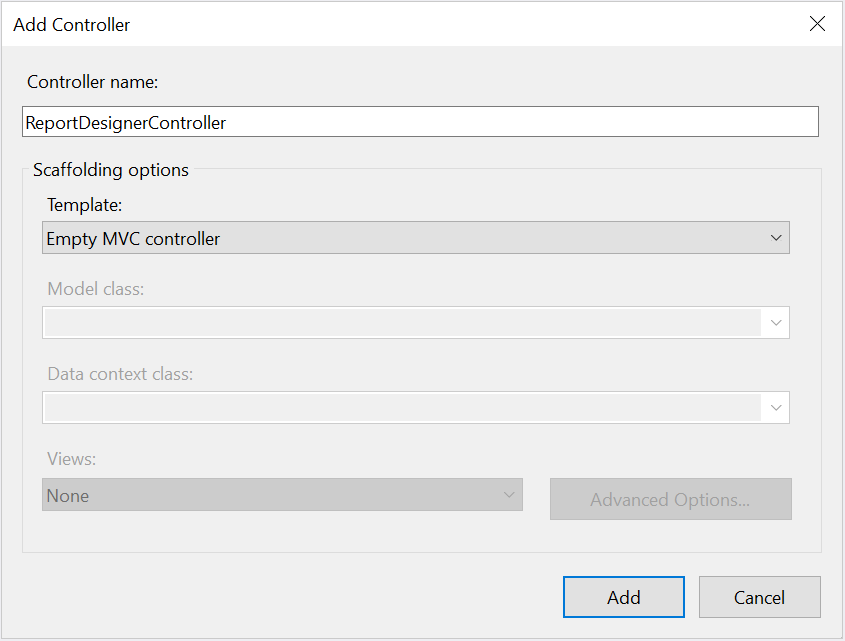 Add Controller
Controller name:
ReportDesignerController
Scaffolding options
Template:
Empty MVC controller
Model class:
Data context class:
Views:
None
Advanced Options...
Add
Cancel